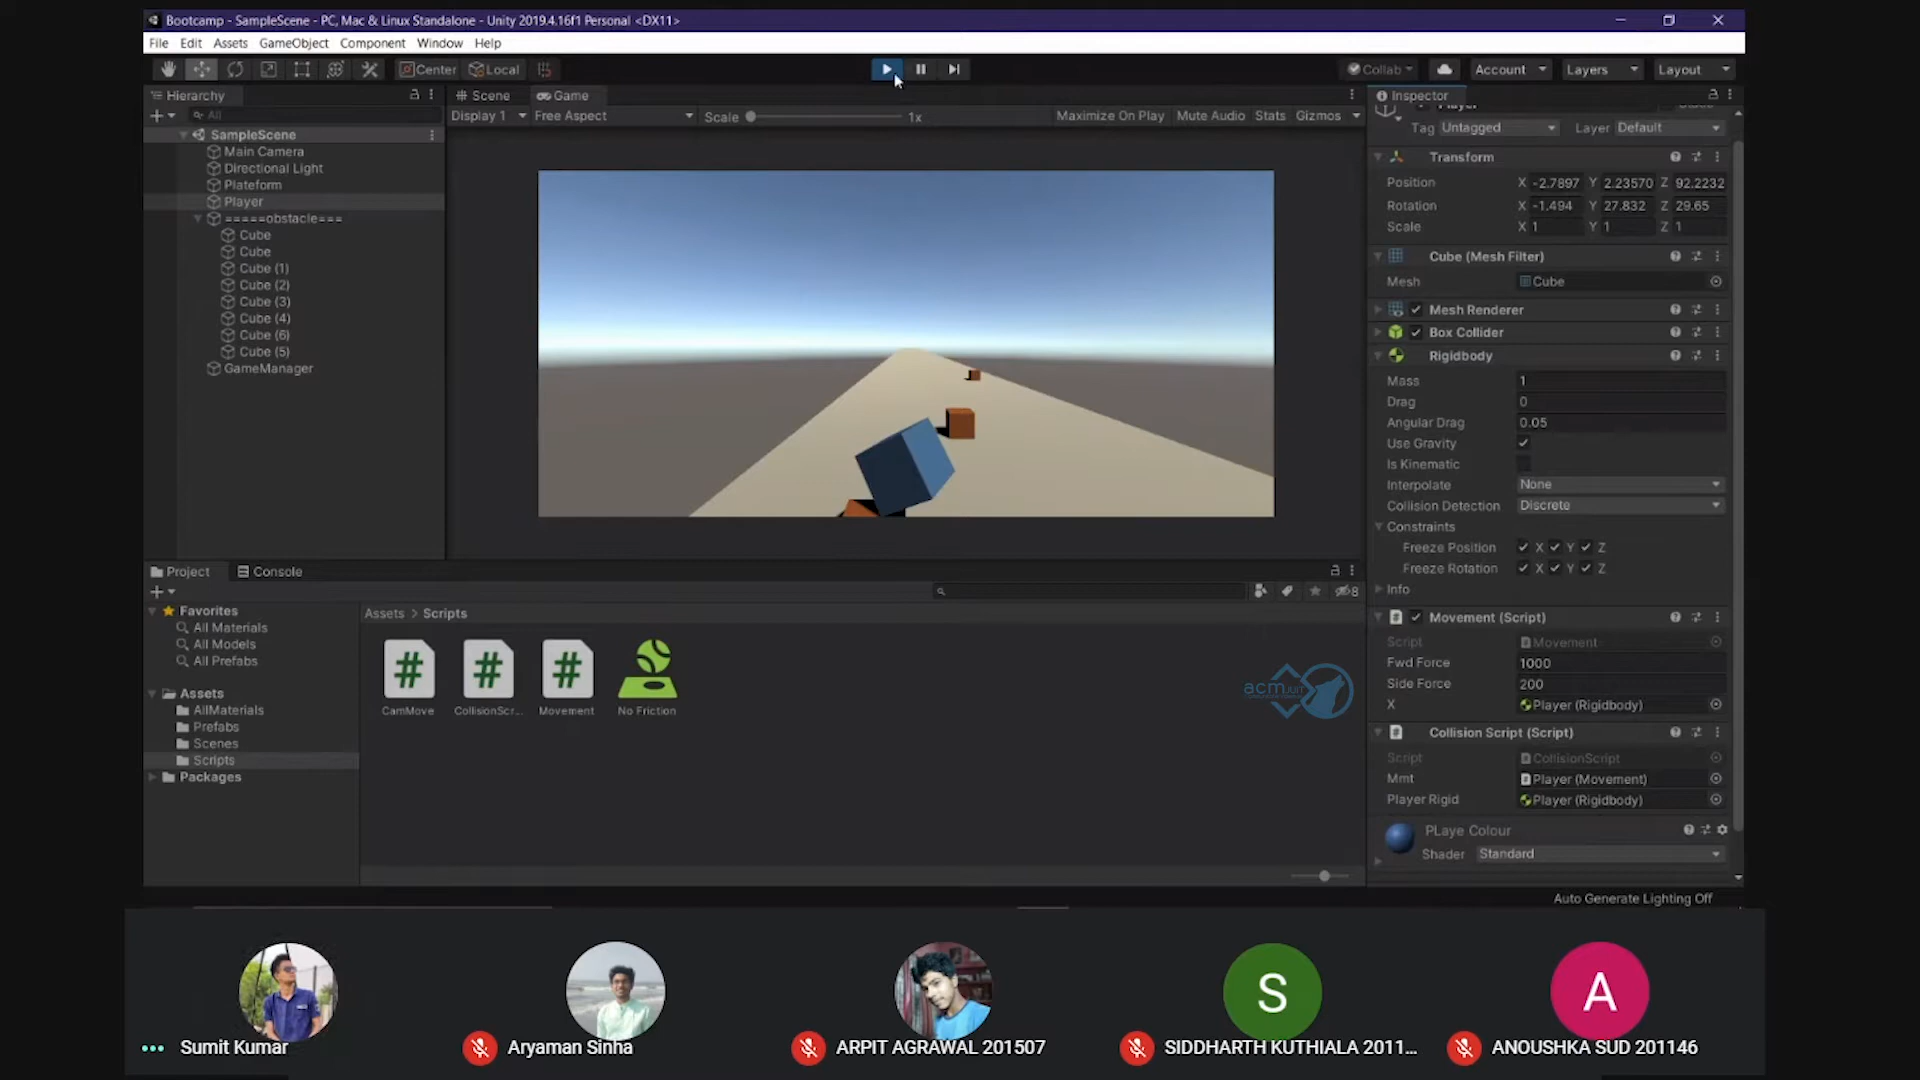 Bootcamp - SampleScene - PC, Mac & Linux Standalone - Unity 2019.4.16f1 Personal <DX11>
File Edit Assets GameObject Component Window Help
Center Local Collab Account Layers Layout
Hierarchy
All
SampleScene
Main Camera
Directional Light
Plateform
Player
=====obstacle===
Cube
Cube
Cube (1)
Cube (2)
Cube (3)
Cube (4)
Cube (6)
Cube (5)
GameManager
Scene Game
Display 1 Free Aspect Scale 1x Maximize On Play Mute Audio Stats Gizmos
Inspector
Tag Untagged Layer Default
Transform
Position X -2.7897 Y 2.23570 Z 92.2232
Rotation X -1.494 Y 27.832 Z 29.65
Scale X 1 Y 1 Z 1
Cube (Mesh Filter)
Mesh Cube
Mesh Renderer
Box Collider
Rigidbody
Mass 1
Drag 0
Angular Drag 0.05
Use Gravity
Is Kinematic
Interpolate None
Collision Detection Discrete
Constraints
Freeze Position X Y Z
Freeze Rotation X Y Z
Info
Movement (Script)
Script Movement
Fwd Force 1000
Side Force 200
X Player (Rigidbody)
Collision Script (Script)
Script CollisionScript
Mmt Player (Movement)
Player Rigid Player (Rigidbody)
PLaye Colour
Shader Standard
Project Console
8
Favorites
All Materials
All Models
All Prefabs
Assets
AllMaterials
Prefabs
Scenes
Scripts
Packages
Assets > Scripts
CamMove CollisionScr... Movement No Friction
acm JUIT
Auto Generate Lighting Off
S
A
Sumit Kumar
Aryaman Sinha
ARPIT AGRAWAL 201507
SIDDHARTH KUTHIALA 2011...
ANOUSHKA SUD 201146